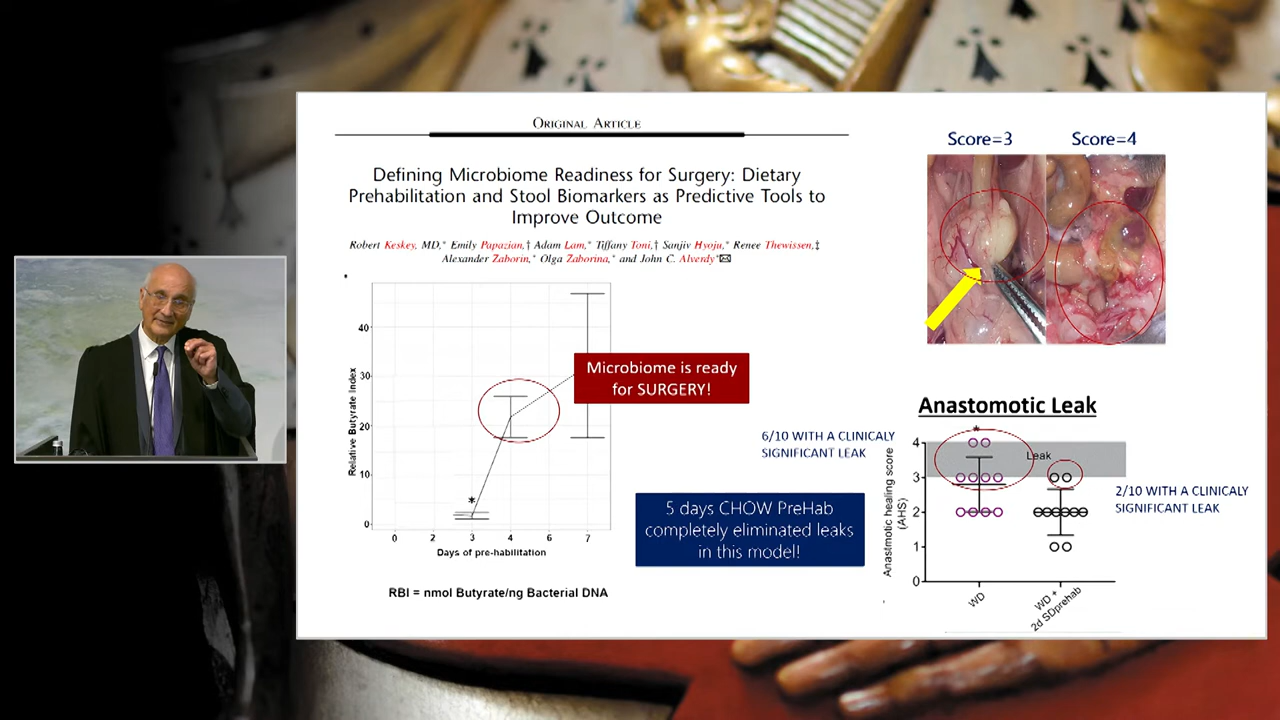 ORIGINAL ARTICLE
Defining Microbiome Readiness for Surgery: Dietary
Prehabilitation and Stool Biomarkers as Predictive Tools to
Improve Outcome
Robert Keskey, MD,* Emily Papazian,† Adam Lam,* Tiffany Toni,† Sanjiv Hyoju,* Renee Thewissen,‡
Alexander Zaborin,* Olga Zaborina,* and John C. Alverdy*✉
Relative Butyrate Index
40
30
20
10
0
*
0 2 3 4 6 7
Days of pre-habilitation
RBI = nmol Butyrate/ng Bacterial DNA
Microbiome is ready
for SURGERY!
6/10 WITH A CLINICALY
SIGNIFICANT LEAK
5 days CHOW PreHab
completely eliminated leaks
in this model!
Score=3 Score=4
Anastomotic Leak
Anastmotic healing score
(AHS)
*
4
3
2
1
0
Leak
WD
WD +
2d SDprehab
2/10 WITH A CLINICALY
SIGNIFICANT LEAK